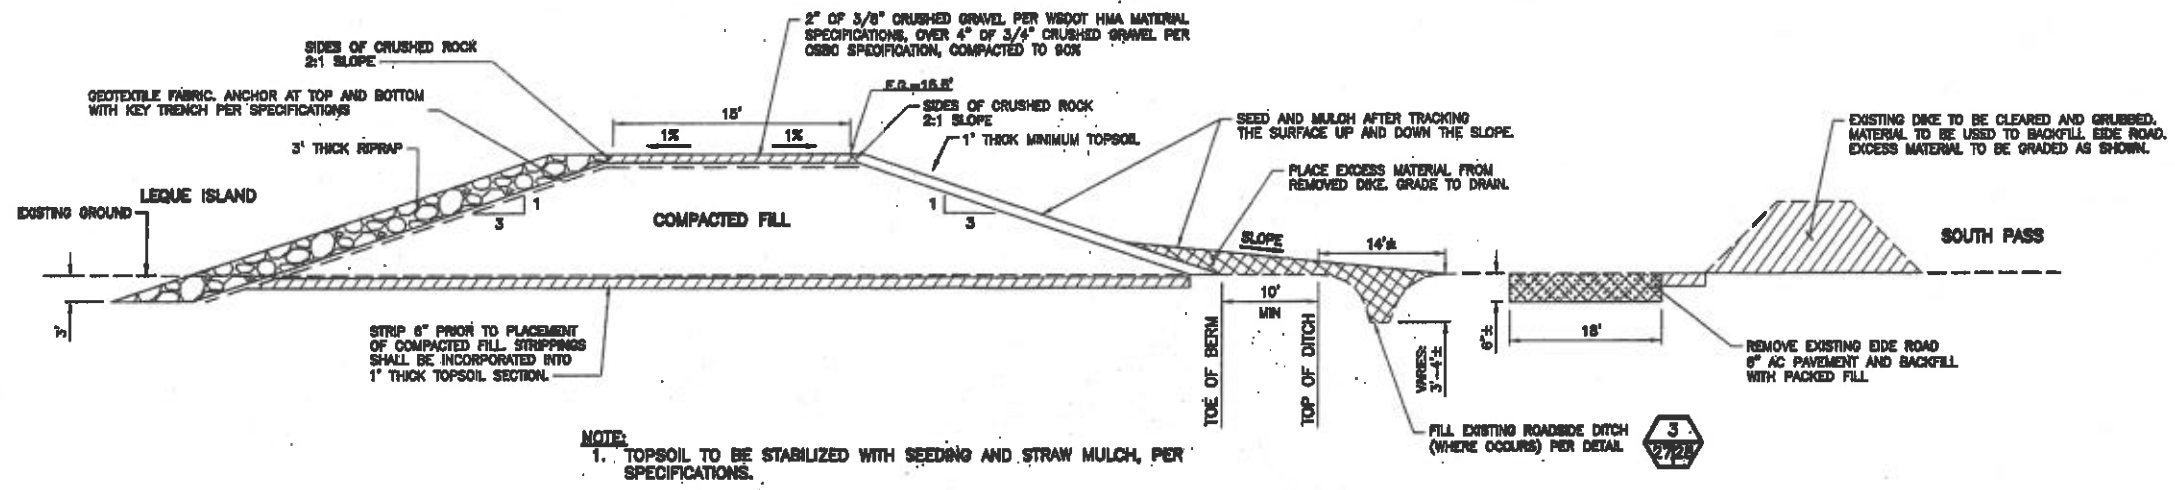 2" OF 3/8" CRUSHED GRAVEL PER WSDOT HMA MATERIAL
SPECIFICATIONS, OVER 4" OF 3/4" CRUSHED GRAVEL PER
CSBC SPECIFICATION, COMPACTED TO 90%
SIDES OF CRUSHED ROCK
2:1 SLOPE
GEOTEXTILE FABRIC. ANCHOR AT TOP AND BOTTOM
WITH KEY TRENCH PER SPECIFICATIONS
3' THICK RIPRAP
LEQUE ISLAND
EXISTING GROUND
15'
1%
1%
F.G.=16.5'
SIDES OF CRUSHED ROCK
2:1 SLOPE
1' THICK MINIMUM TOPSOIL
SEED AND MULCH AFTER TRACKING
THE SURFACE UP AND DOWN THE SLOPE.
PLACE EXCESS MATERIAL FROM
REMOVED DIKE. GRADE TO DRAIN.
EXISTING DIKE TO BE CLEARED AND GRUBBED.
MATERIAL TO BE USED TO BACKFILL EIDE ROAD.
EXCESS MATERIAL TO BE GRADED AS SHOWN.
SOUTH PASS
1
3
COMPACTED FILL
1
3
SLOPE
14'±
3'
STRIP 6" PRIOR TO PLACEMENT
OF COMPACTED FILL. STRIPPINGS
SHALL BE INCORPORATED INTO
1' THICK TOPSOIL SECTION.
10'
MIN
TOE OF BERM
TOP OF DITCH
VARIES:
3'-4'±
6"±
18'
REMOVE EXISTING EIDE ROAD
6" AC PAVEMENT AND BACKFILL
WITH PACKED FILL
FILL EXISTING ROADSIDE DITCH
(WHERE OCCURS) PER DETAIL
3
NOTE:
1. TOPSOIL TO BE STABILIZED WITH SEEDING AND STRAW MULCH, PER
SPECIFICATIONS.